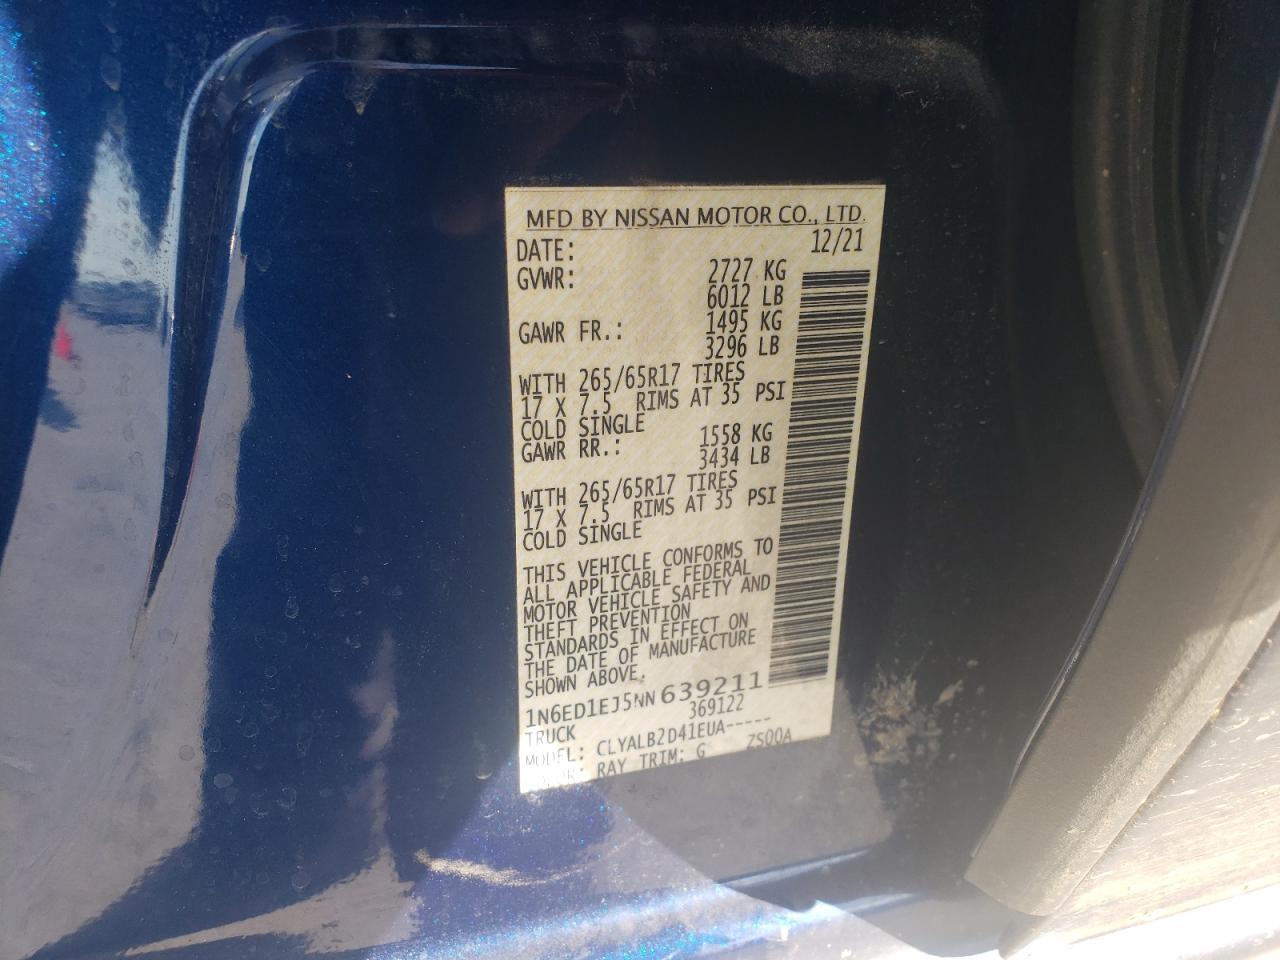 MFD BY NISSAN MOTOR CO., LTD.
DATE: 12/21
GVWR: 2727 KG
6012 LB
GAWR FR.: 1495 KG
3296 LB
WITH 265/65R17 TIRES
17 X 7.5 RIMS AT 35 PSI
COLD SINGLE
GAWR RR.: 1558 KG
3434 LB
WITH 265/65R17 TIRES
17 X 7.5 RIMS AT 35 PSI
COLD SINGLE
THIS VEHICLE CONFORMS TO
ALL APPLICABLE FEDERAL
MOTOR VEHICLE SAFETY AND
THEFT PREVENTION
STANDARDS IN EFFECT ON
THE DATE OF MANUFACTURE
SHOWN ABOVE.
1N6ED1EJ5NN639211
TRUCK 369122
MODEL: CLYALB2D41EUA-----
RAY TRIM: G ZS00A